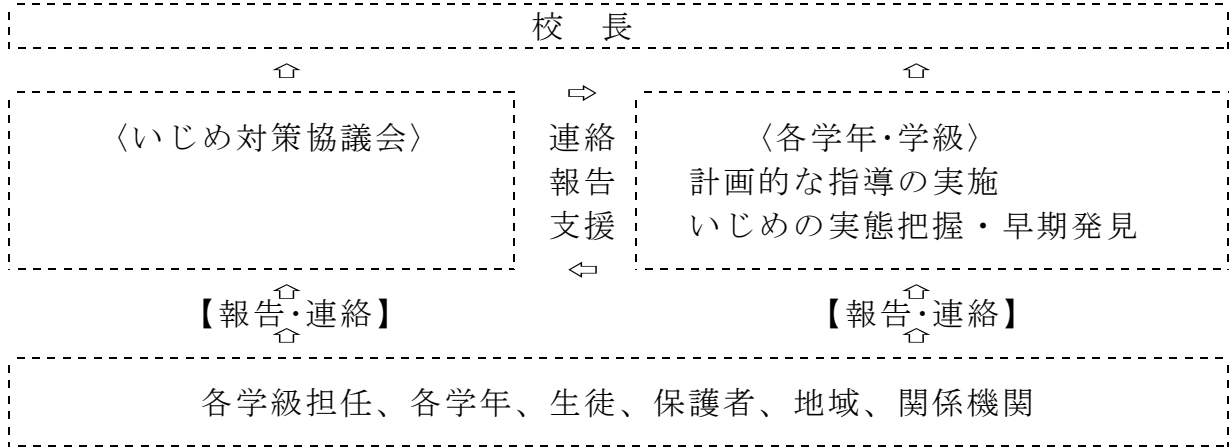 校 長
〈いじめ対策協議会〉
連絡
報告
支援
〈各学年・学級〉
計画的な指導の実施
いじめの実態把握・早期発見
【報告・連絡】
【報告・連絡】
各学級担任、各学年、生徒、保護者、地域、関係機関